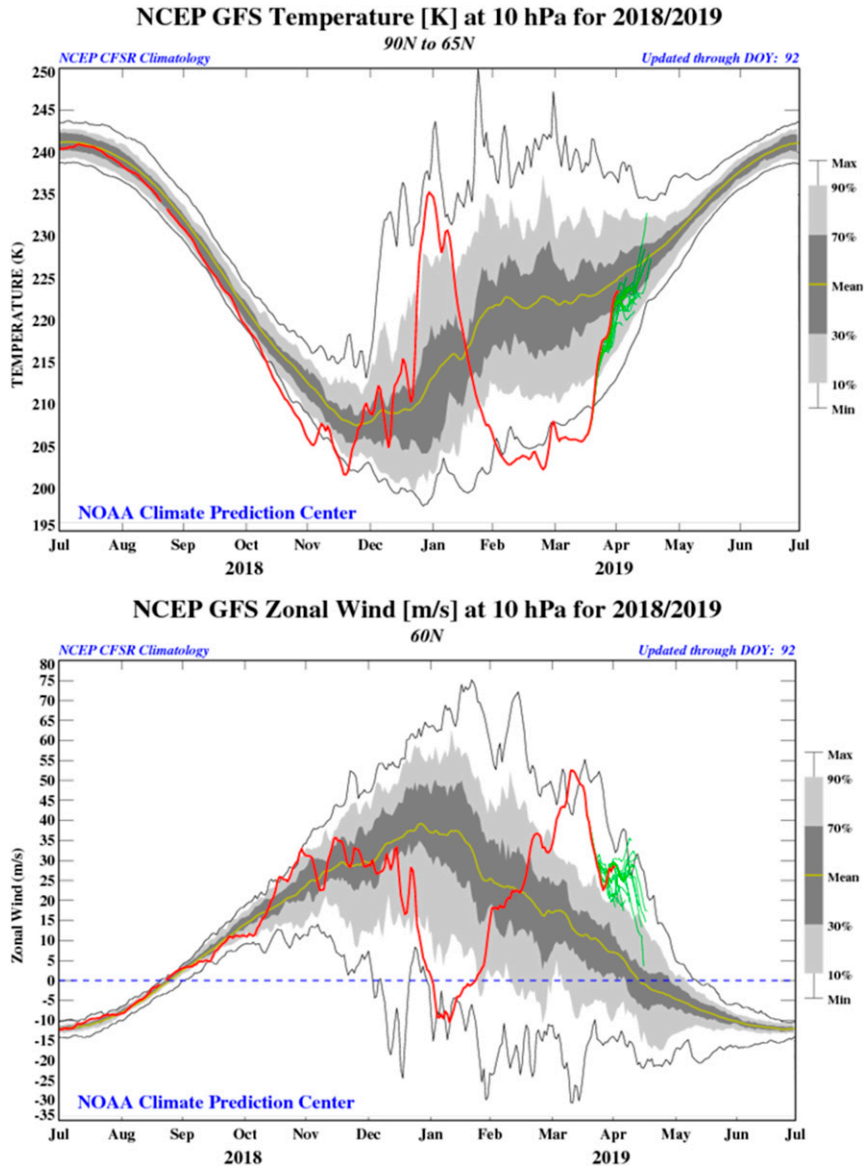 NCEP GFS Temperature [K] at 10 hPa for 2018/2019
90N to 65N
NCEP CFSR Climatology Updated through DOY: 92
250
245
240
235
230
225
220
215
210
205
200
195
TEMPERATURE (K)
Max
90%
70%
Mean
30%
10%
Min
NOAA Climate Prediction Center
Jul Aug Sep Oct Nov Dec Jan Feb Mar Apr May Jun Jul
2018 2019
NCEP GFS Zonal Wind [m/s] at 10 hPa for 2018/2019
60N
NCEP CFSR Climatology Updated through DOY: 92
80
75
70
65
60
55
50
45
40
35
30
25
20
15
10
5
0
-5
-10
-15
-20
-25
-30
-35
Zonal Wind (m/s)
Max
90%
70%
Mean
30%
10%
Min
NOAA Climate Prediction Center
Jul Aug Sep Oct Nov Dec Jan Feb Mar Apr May Jun Jul
2018 2019